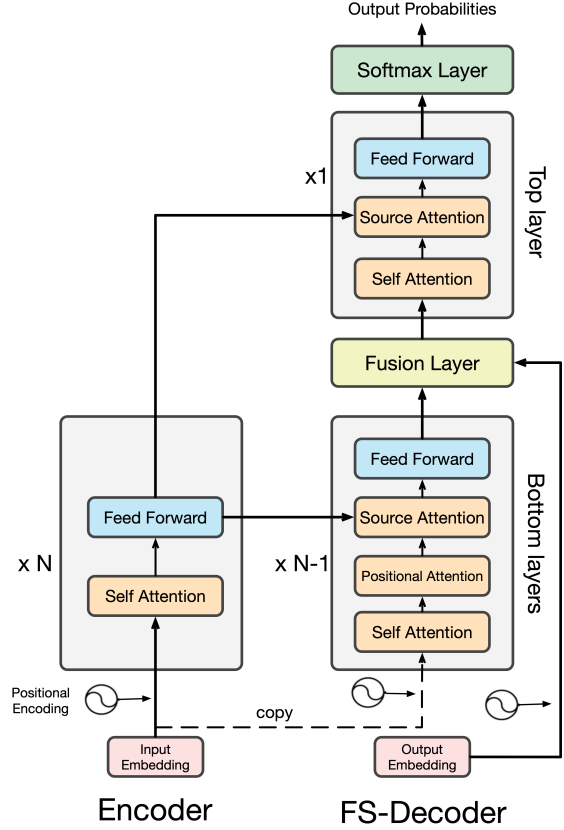 Output Probabilities
Softmax Layer
Feed Forward
x1
Source Attention
Self Attention
Top layer
Fusion Layer
Feed Forward
Feed Forward
Source Attention
x N
x N-1
Positional Attention
Self Attention
Self Attention
Bottom layers
Positional
Encoding
copy
Input
Embedding
Output
Embedding
Encoder
FS-Decoder